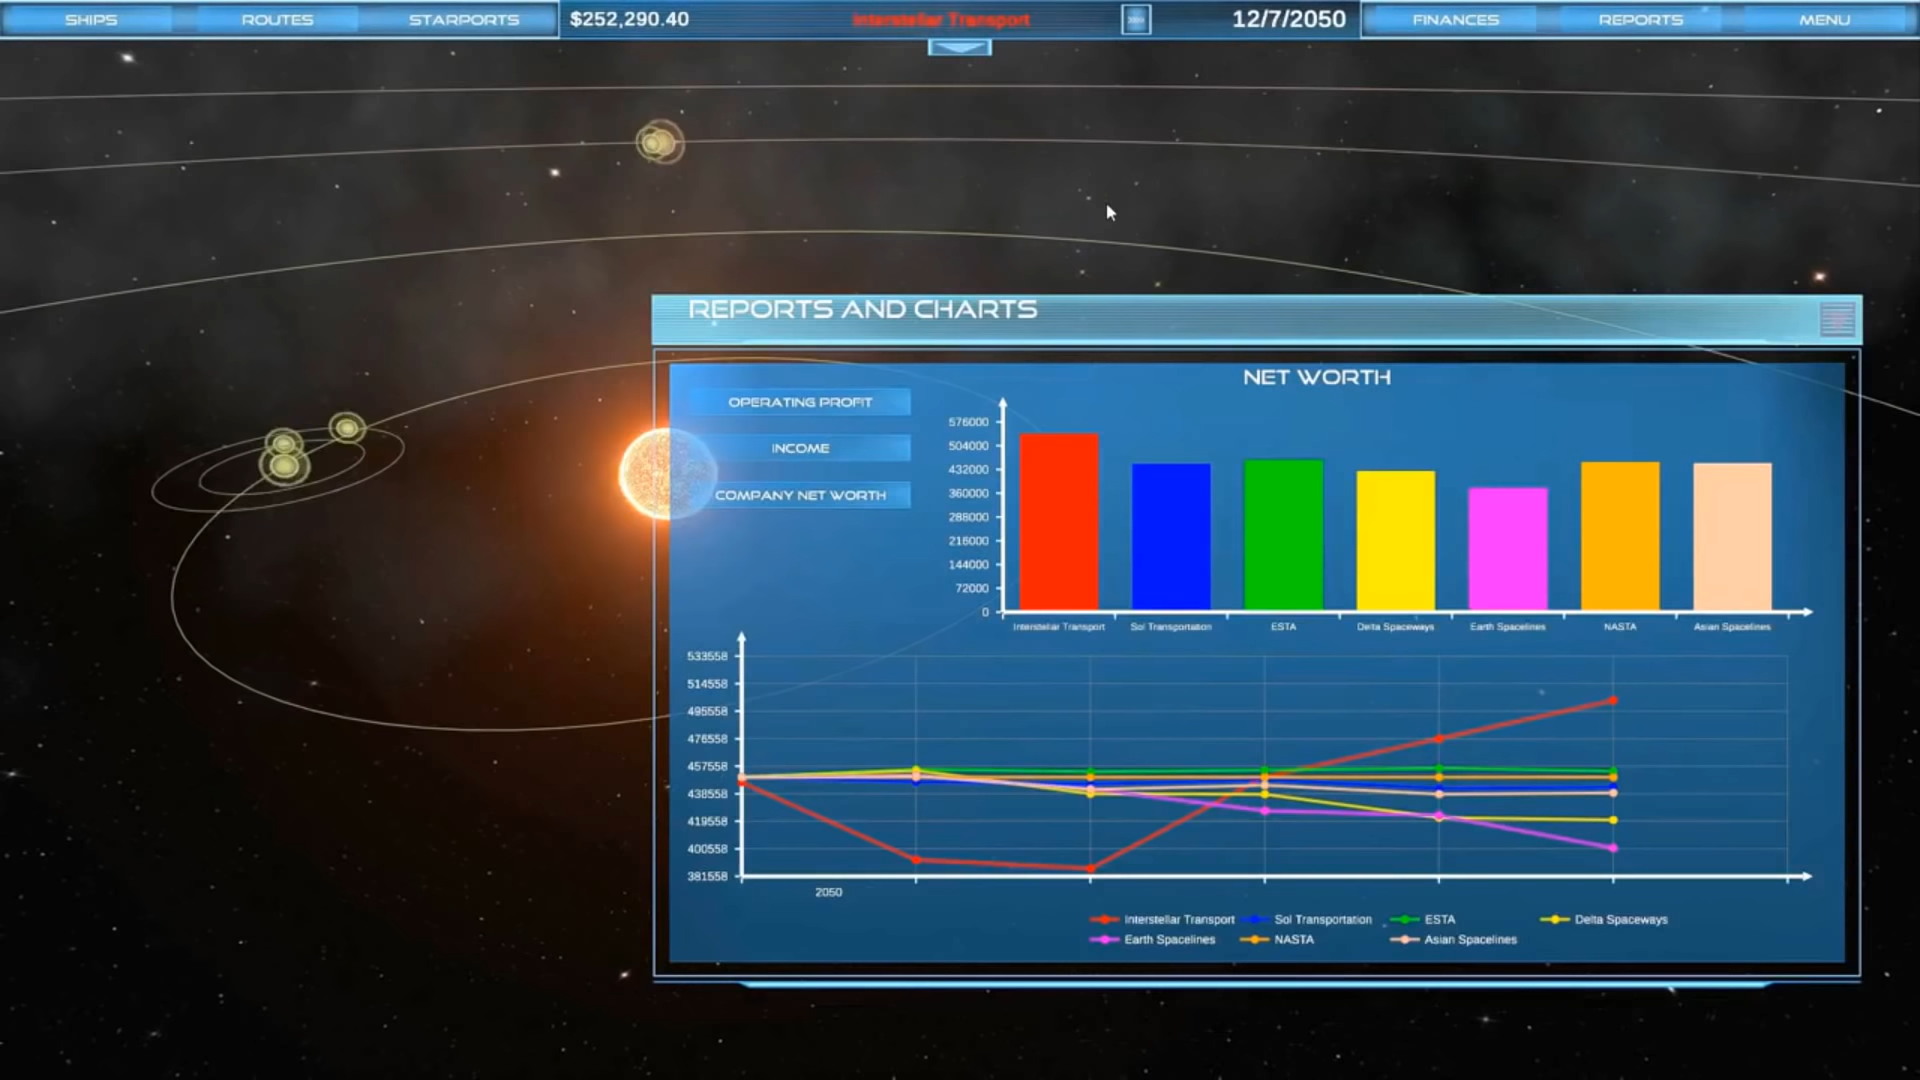 SHIPS ROUTES STARPORTS $252,290.40 Interstellar Transport 12/7/2050 FINANCES REPORTS MENU
REPORTS AND CHARTS
NET WORTH
OPERATING PROFIT
INCOME
COMPANY NET WORTH
576000
504000
432000
360000
288000
216000
144000
72000
0
Interstellar Transport Sol Transportation ESTA Delta Spaceways Earth Spacelines NASTA Asian Spacelines
533558
514558
495558
476558
457558
438558
419558
400558
381558
2050
Interstellar Transport Sol Transportation ESTA Delta Spaceways
Earth Spacelines NASTA Asian Spacelines